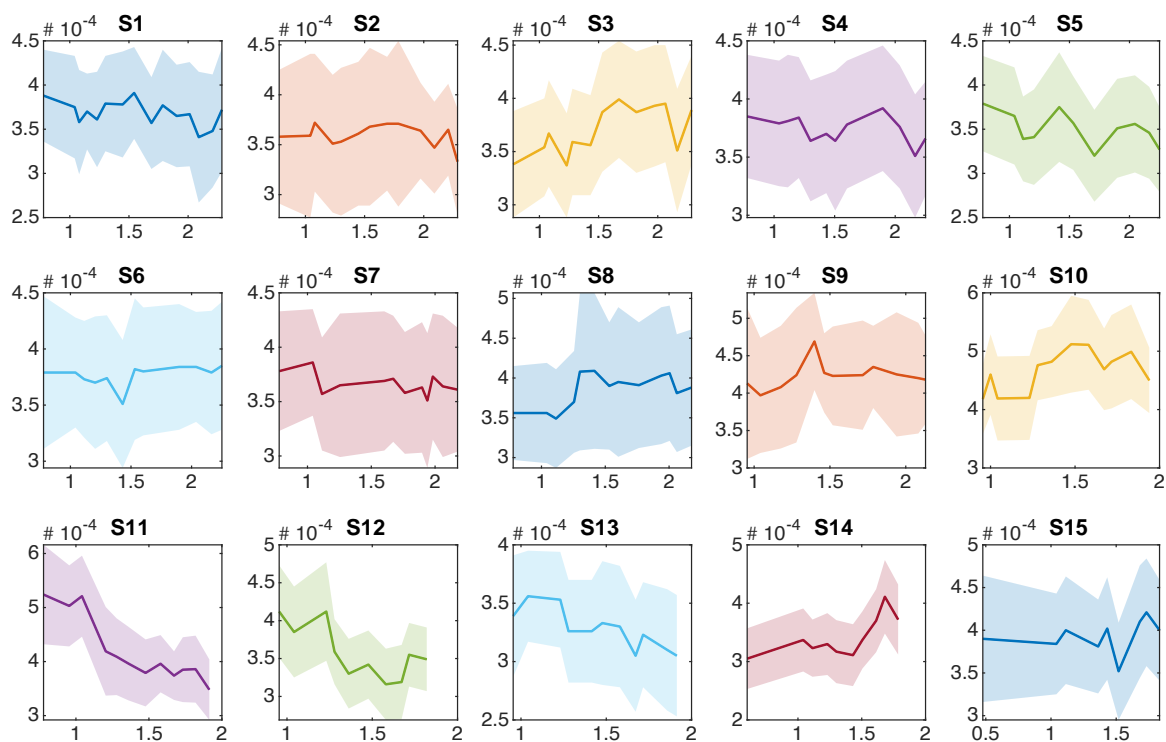 # 10 -4 S1 # 10 -4 S2 # 10 -4 S3 # 10 -4 S4 # 10 -4 S5
4.5 4.5 4.5 4.5 4.5
4 4 4 4 4
3.5 3.5 3.5 3.5 3.5
3 3 3 3 3
2.5 2.5
1 1.5 2 1 1.5 2 1 1.5 2 1 1.5 2 1 1.5 2
# 10 -4 S6 # 10 -4 S7 # 10 -4 S8 # 10 -4 S9 # 10 -4 S10
4.5 4.5 5 5 6
4 4 4.5 4.5 5
3.5 3.5 4 4 4
3 3 3.5 3.5 3
3 3
1 1.5 2 1 1.5 2 1 1.5 2 1 1.5 2 1 1.5 2
# 10 -4 S11 # 10 -4 S12 # 10 -4 S13 # 10 -4 S14 # 10 -4 S15
6 5 4 5 5
5 4.5 3.5 4 4.5
4 4 3 3 4
3 3.5 2.5 2 3.5
3 3
1 1.5 2 1 1.5 2 1 1.5 2 1 1.5 2 0.5 1 1.5